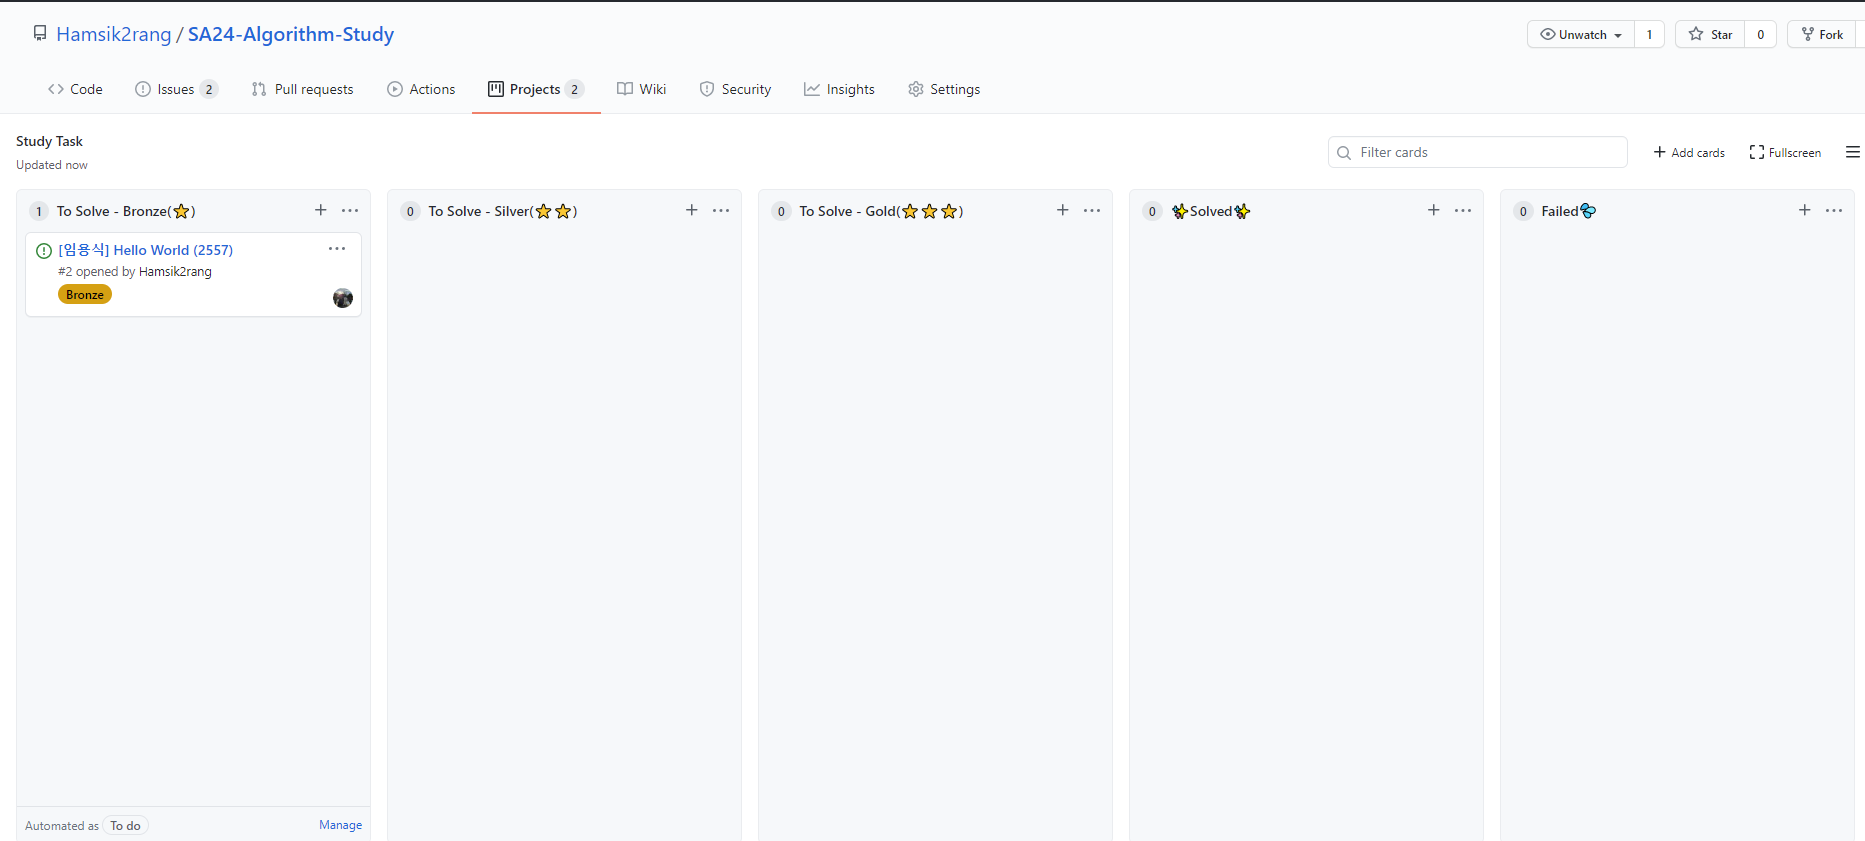 Hamsik2rang / SA24-Algorithm-Study
Unwatch 1 Star 0 Fork
Code Issues 2 Pull requests Actions Projects 2 Wiki Security Insights Settings
Study Task
Updated now
Filter cards
Add cards Fullscreen
1 To Solve - Bronze(⭐)
[임용식] Hello World (2557)
#2 opened by Hamsik2rang
Bronze
Automated as To do Manage
0 To Solve - Silver(⭐⭐)
0 To Solve - Gold(⭐⭐⭐)
0 ✨Solved✨
0 Failed💦